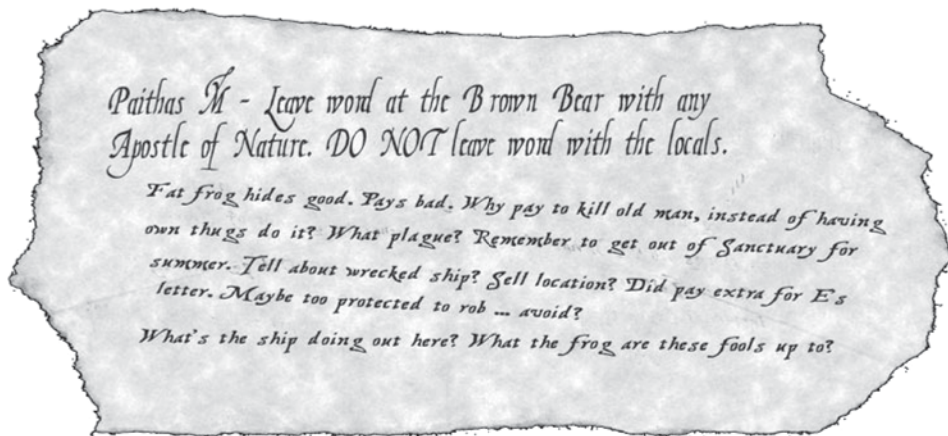 Paithas M - Leave word at the Brown Bear with any
Apostle of Nature. DO NOT leave word with the locals.
Fat frog hides good. Pays bad. Why pay to kill old man, instead of having
own thugs do it? What plague? Remember to get out of Sanctuary for
summer. Tell about wrecked ship? Sell location? Did pay extra for E's
letter. Maybe too protected to rob ... avoid?
What's the ship doing out here? What the frog are these fools up to?